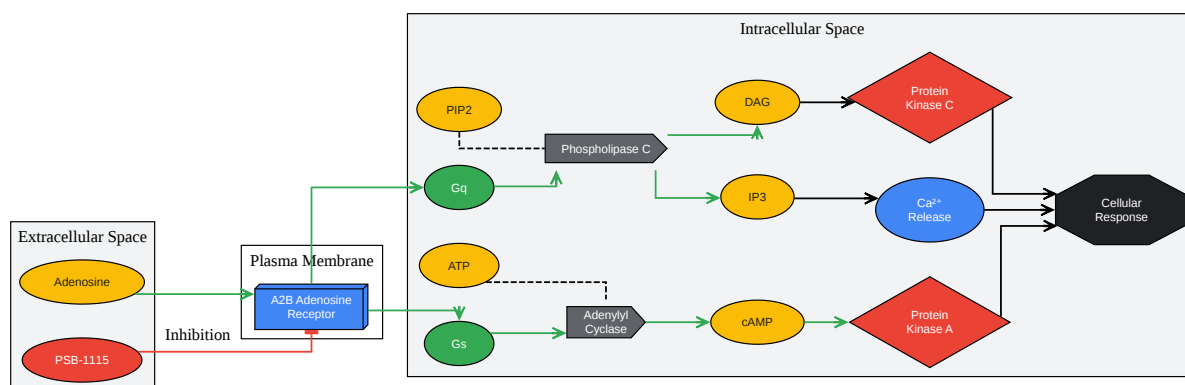 Intracellular Space
PIP2
DAG
Protein
Kinase C
Phospholipase C
Gq
IP3
Ca²⁺
Release
Cellular
Response
Extracellular Space
Adenosine
PSB-1115
Inhibition
Plasma Membrane
A2B Adenosine
Receptor
ATP
Gs
Adenylyl
Cyclase
cAMP
Protein
Kinase A